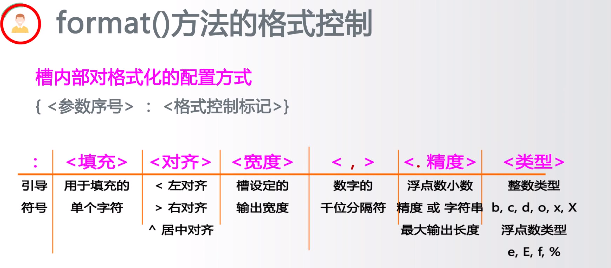 format()方法的格式控制
槽内部对格式化的配置方式
{ <参数序号> : <格式控制标记>}
: <填充> <对齐> <宽度> < , > <. 精度> <类型>
引导 用于填充的 < 左对齐 槽设定的 数字的 浮点数小数 整数类型
符号 单个字符 > 右对齐 输出宽度 千位分隔符 精度 或 字符串 b, c, d, o, x, X
^ 居中对齐 最大输出长度 浮点数类型
e, E, f, %